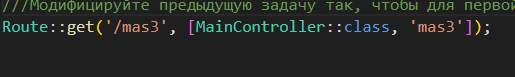 ///Модифицируйте предыдущую задачу так, чтобы для первой
Route::get('/mas3', [MainController::class, 'mas3']);